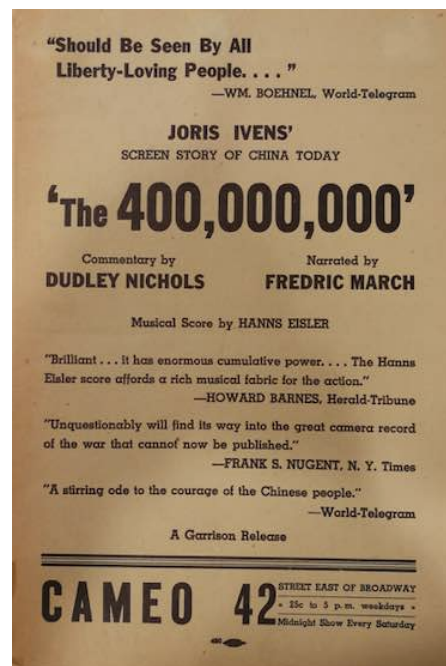 “Should Be Seen By All
Liberty-Loving People. . . . ”
—WM. BOEHNEL, World-Telegram
JORIS IVENS’
SCREEN STORY OF CHINA TODAY
‘The 400,000,000’
Commentary by
DUDLEY NICHOLS
Narrated by
FREDRIC MARCH
Musical Score by HANNS EISLER
"Brilliant . . . it has enormous cumulative power. . . . The Hanns
Eisler score affords a rich musical fabric for the action."
—HOWARD BARNES, Herald-Tribune
"Unquestionably will find its way into the great camera record
of the war that cannot now be published."
—FRANK S. NUGENT, N. Y. Times
"A stirring ode to the courage of the Chinese people."
—World-Telegram
A Garrison Release
CAMEO 42
STREET EAST OF BROADWAY
• 25c to 5 p.m. weekdays •
Midnight Show Every Saturday